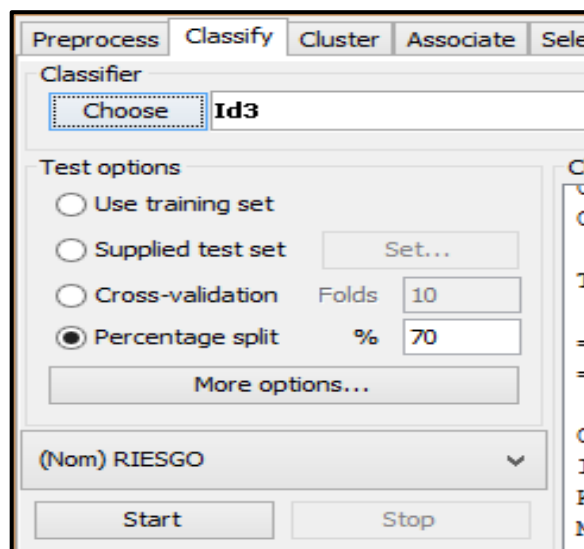 Preprocess Classify Cluster Associate
Classifier
Choose Id3
Test options
Use training set
Supplied test set Set...
Cross-validation Folds 10
Percentage split % 70
More options...
(Nom) RIESGO
Start Stop